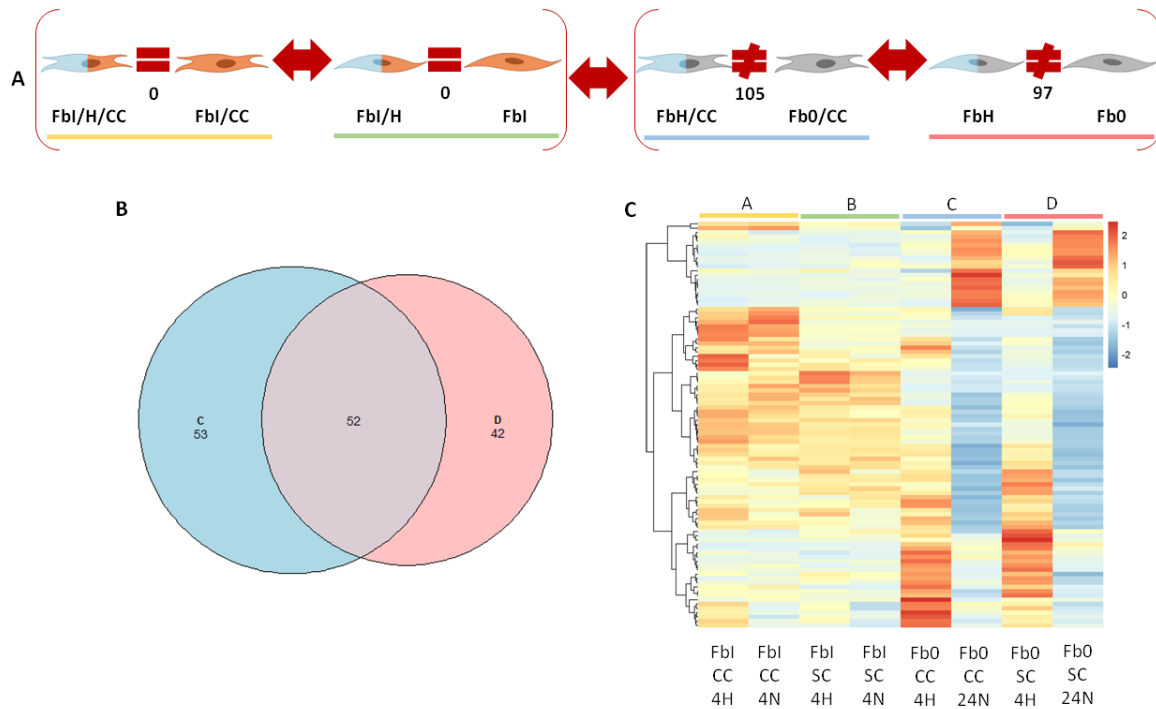 A
0
0
105
97
FbI/H/CC FbI/CC FbI/H FbI FbH/CC Fb0/CC FbH Fb0
B
C
53
52
D
42
C
A B C D
2
1
0
-1
-2
FbI FbI FbI FbI Fb0 Fb0 Fb0 Fb0
CC CC SC SC CC CC SC SC
4H 4N 4H 4N 4H 24N 4H 24N